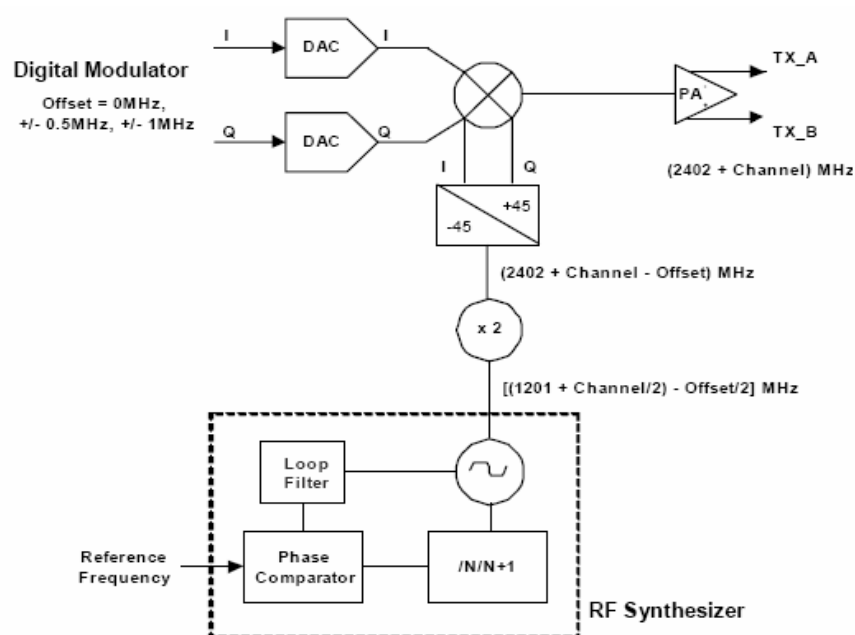 I
DAC
I
TX_A
Digital Modulator
Offset = 0MHz,
+/- 0.5MHz, +/- 1MHz
PA
Q
DAC
Q
TX_B
I
Q
(2402 + Channel) MHz
-45
+45
(2402 + Channel - Offset) MHz
x 2
[(1201 + Channel/2) - Offset/2] MHz
Loop
Filter
Reference
Frequency
Phase
Comparator
/N/N+1
RF Synthesizer